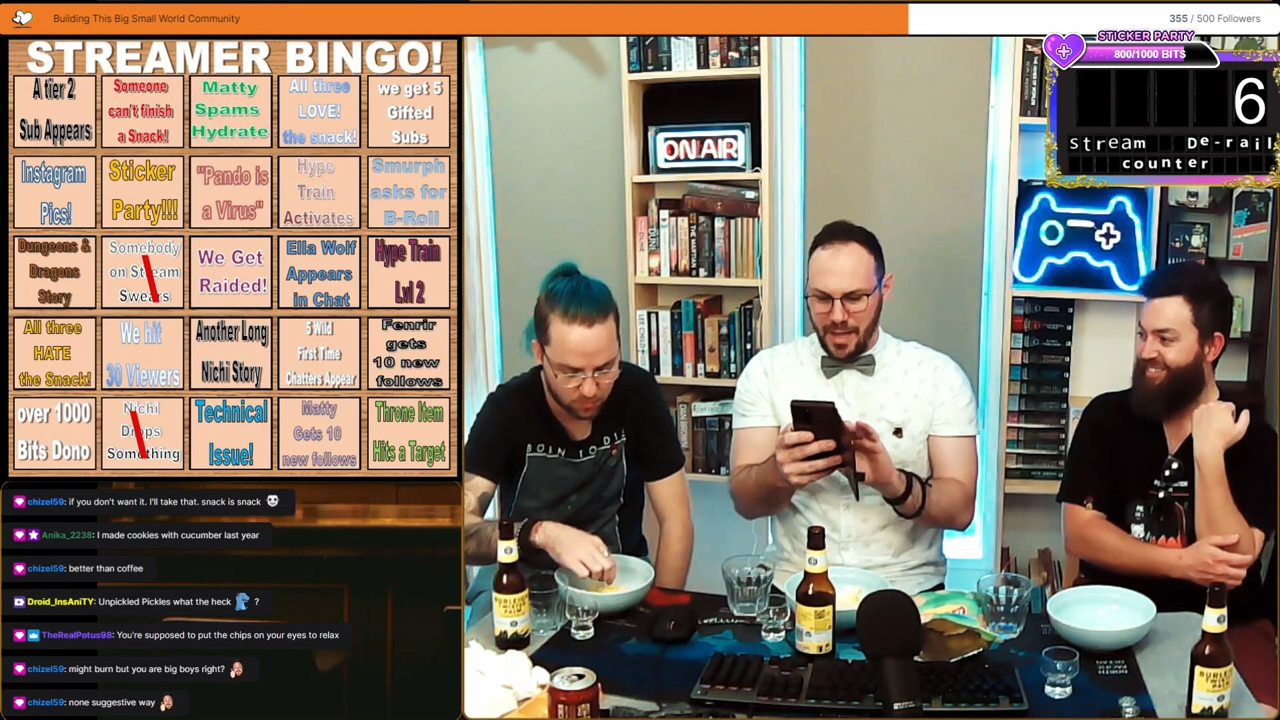 Building This Big Small World Community
355 / 500 Followers
STICKER PARTY
800/1000 BITS
6
Stream De-rail
counter
STREAMER BINGO!
A tier 2
Sub Appears
Someone
can't finish
a Snack!
Matty
Spams
Hydrate
All three
LOVE!
the snack!
we get 5
Gifted
Subs
Instagram
Pics!
Sticker
Party!!!
"Pando is
a Virus"
Hype
Train
Activates
Smurph
asks for
B-Roll
Dungeons &
Dragons
Story
Somebody
on Stream
Swears
We Get
Raided!
Ella Wolf
Appears
in Chat
Hype Train
Lvl 2
All three
HATE
the Snack!
We hit
30 Viewers
Another Long
Nichi Story
5 Wild
First Time
Chatters Appear
Fenrir
gets
10 new
follows
over 1000
Bits Dono
Nichi
Drops
Something
Technical
Issue!
Matty
Gets 10
new follows
Throne Item
Hits a Target
chizel59: if you don't want it. I'll take that. snack is snack
Anika_2238: I made cookies with cucumber last year
chizel59: better than coffee
Droid_InsAniTY: Unpickled Pickles what the heck ?
TheRealPotus98: You're supposed to put the chips on your eyes to relax
chizel59: might burn but you are big boys right?
chizel59: none suggestive way
ON AIR
DUNE
THE MARTIAN
LEE CHILD
DAN BROWN